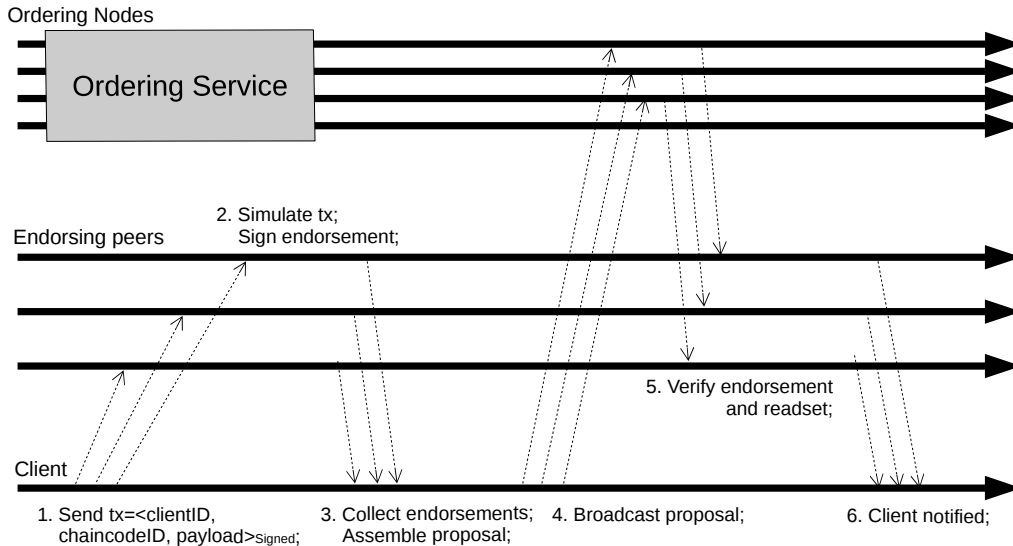 Ordering Nodes
Ordering Service
2. Simulate tx;
Sign endorsement;
Endorsing peers
5. Verify endorsement
and readset;
Client
1. Send tx=<clientID,
chaincodeID, payload>Signed;
3. Collect endorsements;
Assemble proposal;
4. Broadcast proposal;
6. Client notified;